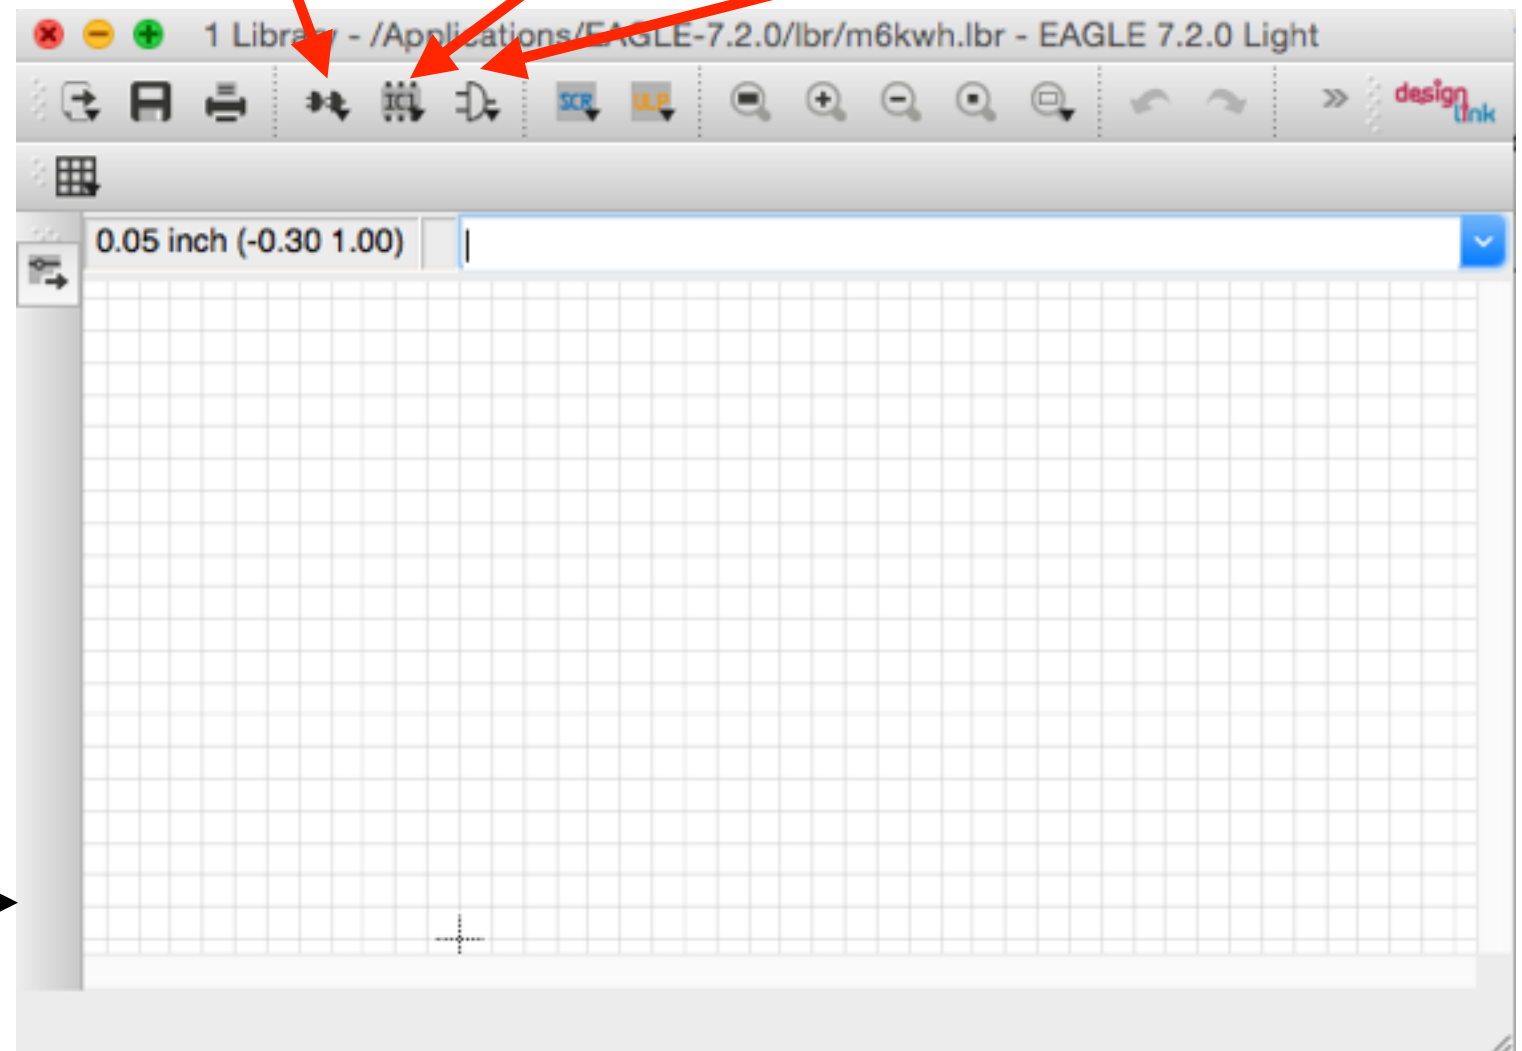 1 Library - /Applications/EAGLE-7.2.0/lbr/m6kwh.lbr - EAGLE 7.2.0 Light
IC1
SCR
ULP
design
link
0.05 inch (-0.30 1.00)